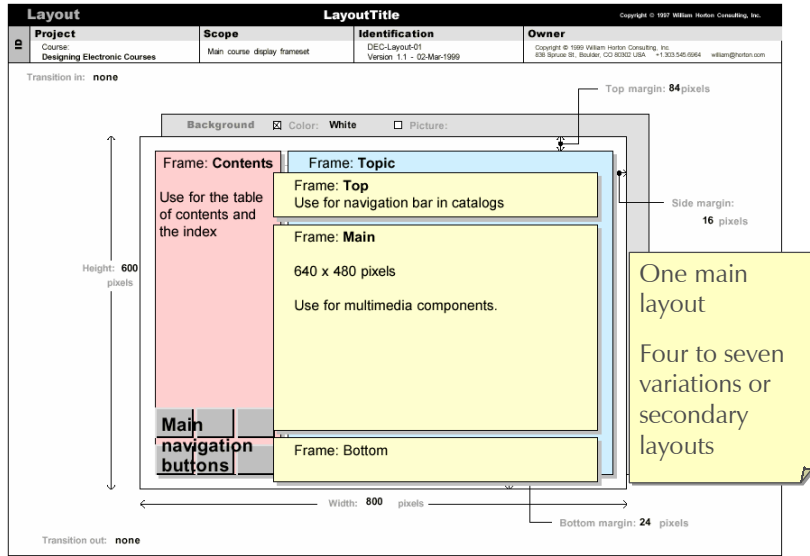 Layout LayoutTitle Copyright © 1997 William Horton Consulting, Inc.
ID
Project
Course:
Designing Electronic Courses
Scope
Main course display frameset
Identification
DEC-Layout-01
Version 1.1 - 02-Mar-1999
Owner
Copyright © 1999 William Horton Consulting, Inc.
838 Spruce St., Boulder, CO 80302 USA +1.303.545.6964 william@horton.com
Transition in: none
Top margin: 84 pixels
Background Color: White Picture:
Frame: Contents
Use for the table
of contents and
the index
Frame: Topic
Frame: Top
Use for navigation bar in catalogs
Side margin:
16 pixels
Frame: Main
640 x 480 pixels
Use for multimedia components.
Height: 600
pixels
One main
layout
Four to seven
variations or
secondary
layouts
Main
navigation
buttons
Frame: Bottom
Width: 800 pixels
Bottom margin: 24 pixels
Transition out: none